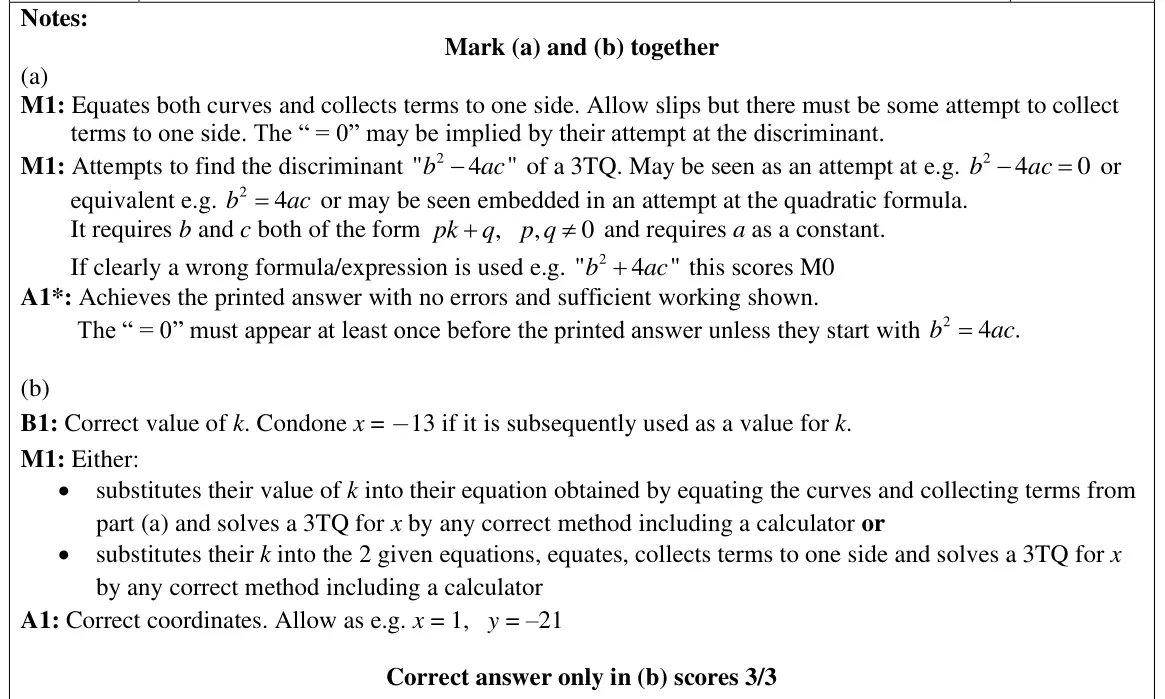 Notes:
Mark (a) and (b) together
(a)
M1: Equates both curves and collects terms to one side. Allow slips but there must be some attempt to collect
terms to one side. The “ = 0” may be implied by their attempt at the discriminant.
M1: Attempts to find the discriminant "b² − 4ac" of a 3TQ. May be seen as an attempt at e.g. b² − 4ac = 0 or
equivalent e.g. b² = 4ac or may be seen embedded in an attempt at the quadratic formula.
It requires b and c both of the form pk + q, p, q ≠ 0 and requires a as a constant.
If clearly a wrong formula/expression is used e.g. "b² + 4ac" this scores M0
A1*: Achieves the printed answer with no errors and sufficient working shown.
The “ = 0” must appear at least once before the printed answer unless they start with b² = 4ac.
(b)
B1: Correct value of k. Condone x = −13 if it is subsequently used as a value for k.
M1: Either:
• substitutes their value of k into their equation obtained by equating the curves and collecting terms from
part (a) and solves a 3TQ for x by any correct method including a calculator or
• substitutes their k into the 2 given equations, equates, collects terms to one side and solves a 3TQ for x
by any correct method including a calculator
A1: Correct coordinates. Allow as e.g. x = 1, y = –21
Correct answer only in (b) scores 3/3